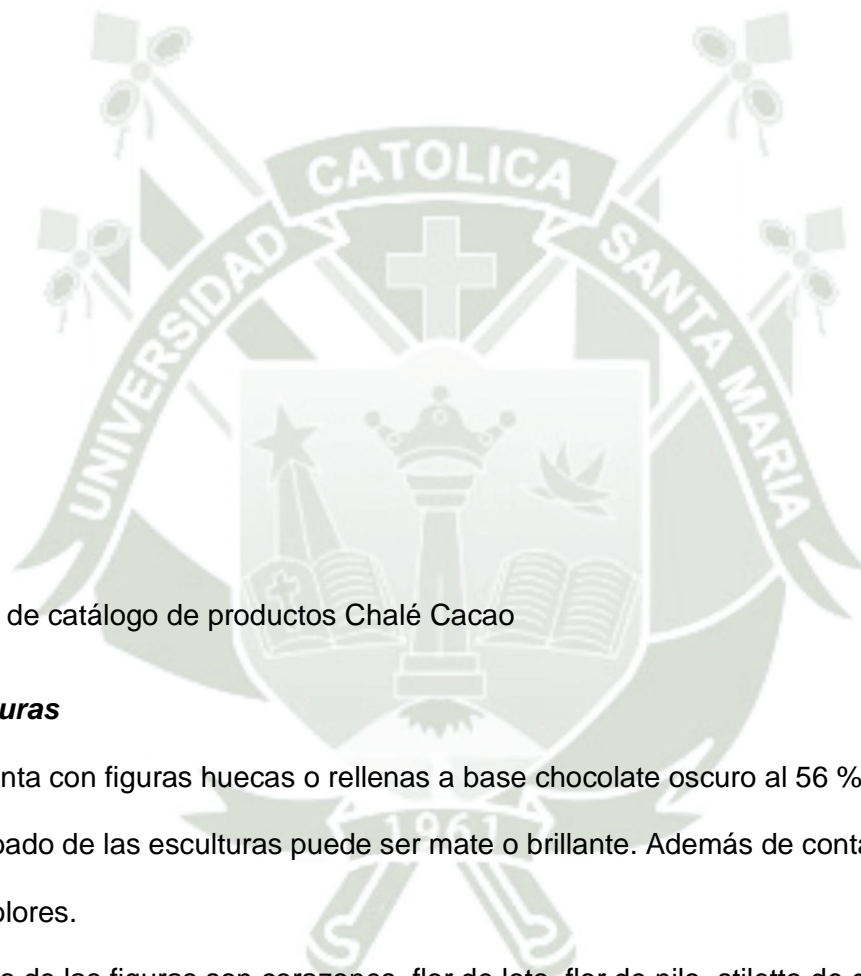 CATOLICA
UNIVERSIDAD
SANTA MARIA
de catálogo de productos Chalé Cacao
uras
nta con figuras huecas o rellenas a base chocolate oscuro al 56 %
pado de las esculturas puede ser mate o brillante. Además de conta
olores.
1961